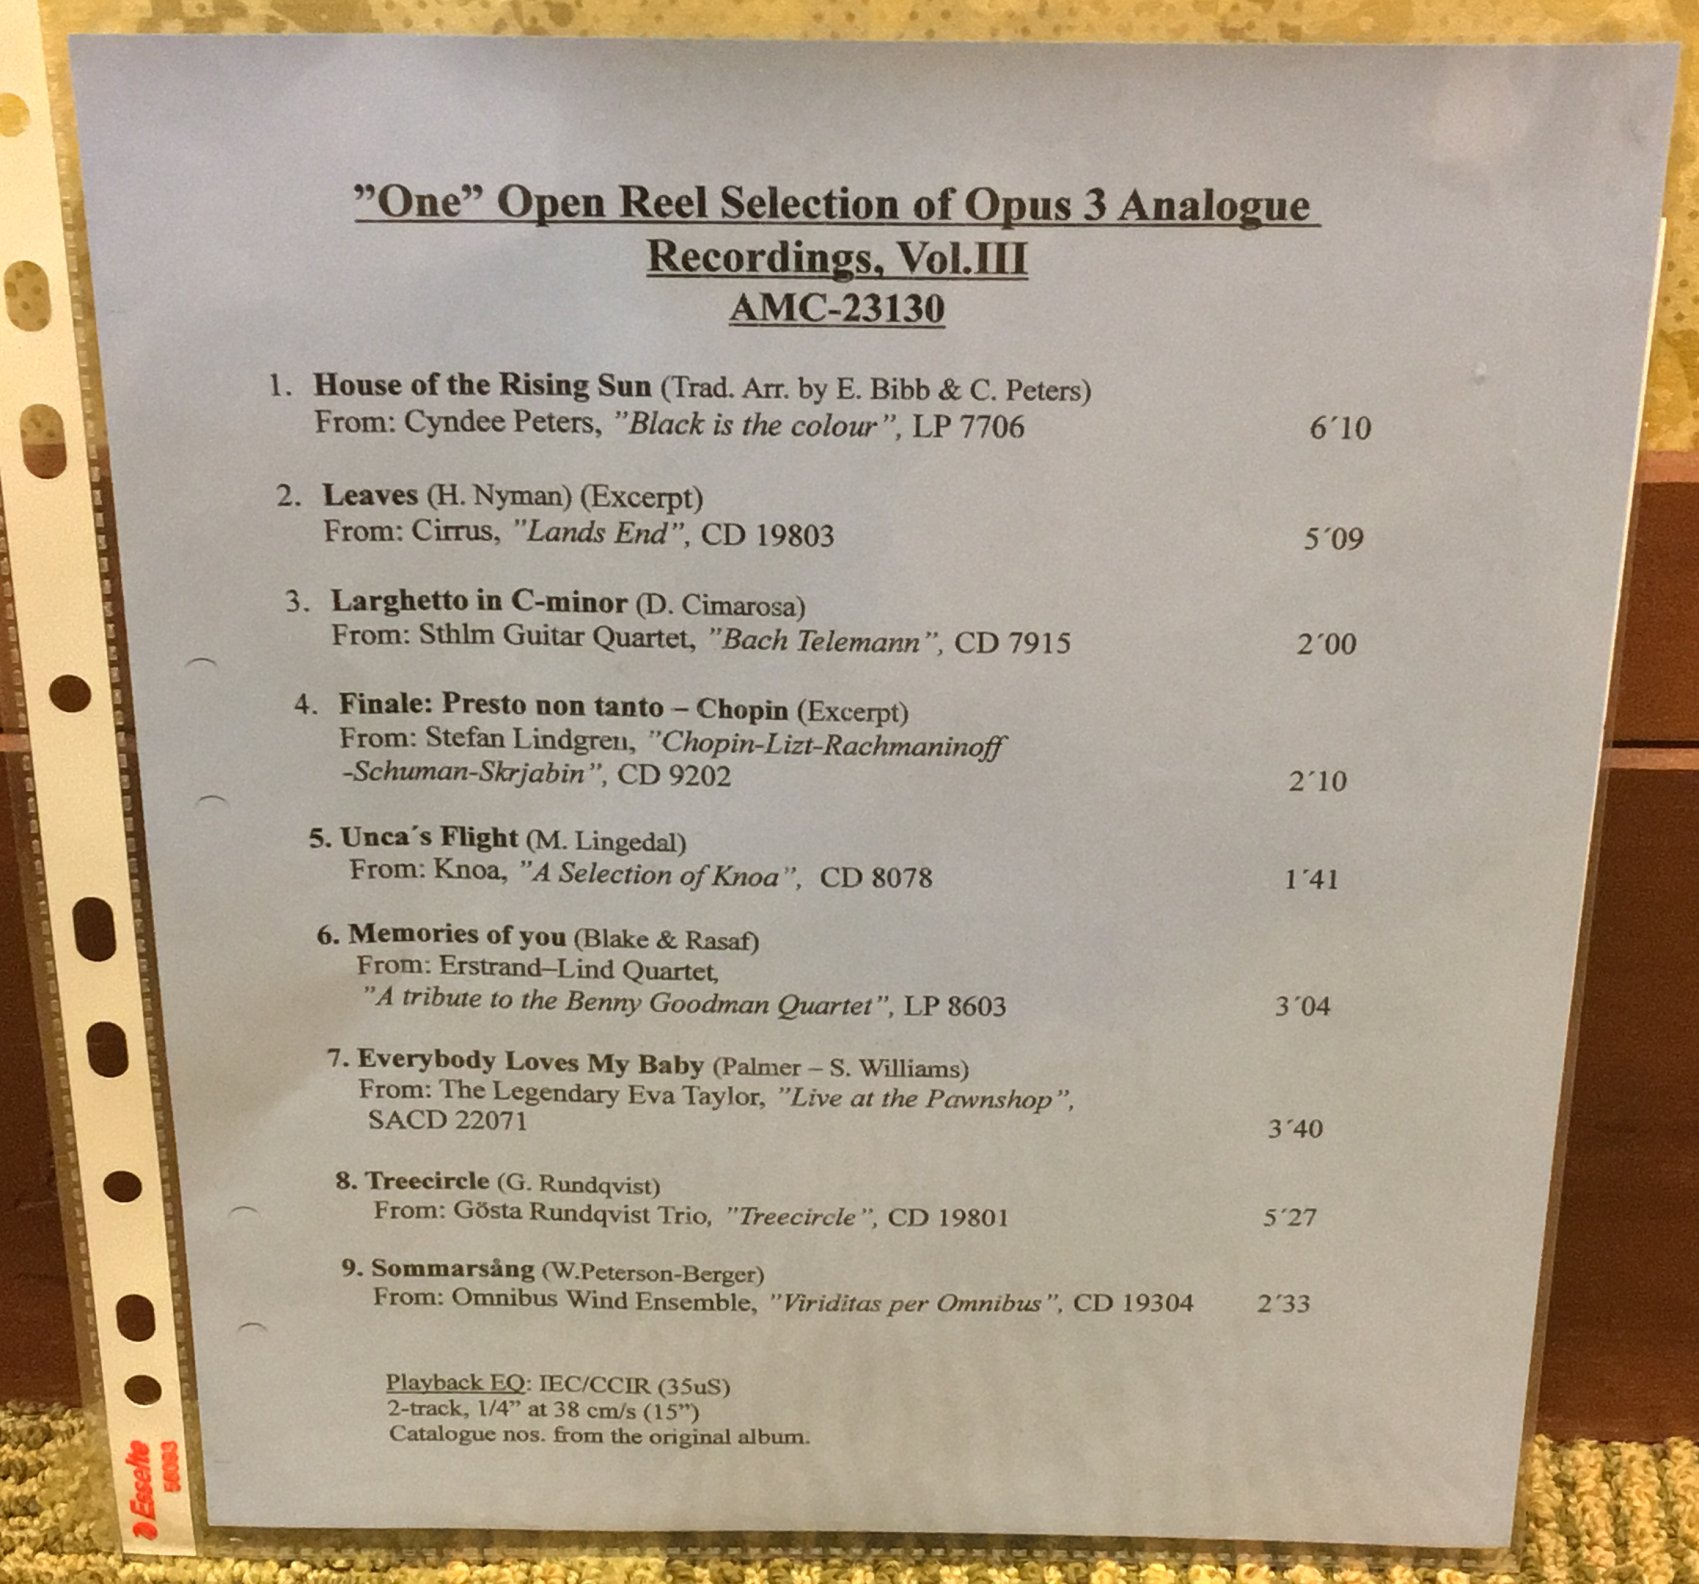 ”One” Open Reel Selection of Opus 3 Analogue
Recordings, Vol.III
AMC-23130
1. House of the Rising Sun (Trad. Arr. by E. Bibb & C. Peters)
From: Cyndee Peters, ”Black is the colour”, LP 7706 6´10
2. Leaves (H. Nyman) (Excerpt)
From: Cirrus, ”Lands End”, CD 19803 5´09
3. Larghetto in C-minor (D. Cimarosa)
From: Sthlm Guitar Quartet, ”Bach Telemann”, CD 7915 2´00
4. Finale: Presto non tanto – Chopin (Excerpt)
From: Stefan Lindgren, ”Chopin-Lizt-Rachmaninoff
-Schuman-Skrjabin”, CD 9202 2´10
5. Unca´s Flight (M. Lingedal)
From: Knoa, ”A Selection of Knoa”, CD 8078 1´41
6. Memories of you (Blake & Rasaf)
From: Erstrand–Lind Quartet,
”A tribute to the Benny Goodman Quartet”, LP 8603 3´04
7. Everybody Loves My Baby (Palmer – S. Williams)
From: The Legendary Eva Taylor, ”Live at the Pawnshop”,
SACD 22071 3´40
8. Treecircle (G. Rundqvist)
From: Gösta Rundqvist Trio, ”Treecircle”, CD 19801 5´27
9. Sommarsång (W.Peterson-Berger)
From: Omnibus Wind Ensemble, ”Viriditas per Omnibus”, CD 19304 2´33
Playback EQ: IEC/CCIR (35uS)
2-track, 1/4” at 38 cm/s (15”)
Catalogue nos. from the original album.
Esselte
56093